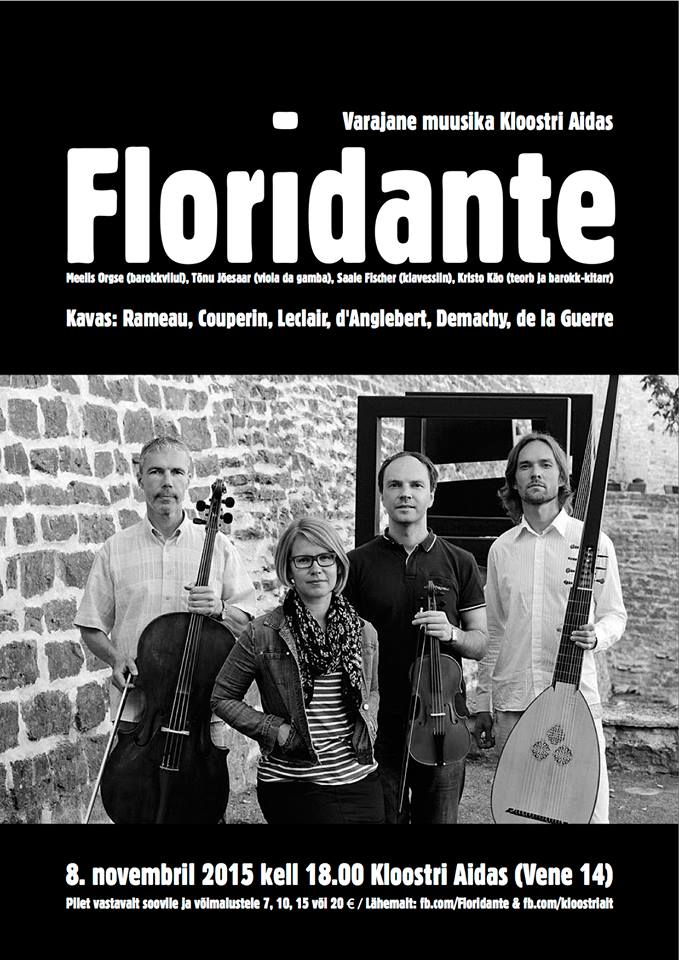 Varajane muusika Kloostri Aidas
Floridante
Meelis Orgse (barokkviiul), Tõnu Jõesaar (viola da gamba), Saale Fischer (klavessiin), Kristo Käo (teorb ja barokk-kitarr)
Kavas: Rameau, Couperin, Leclair, d'Anglebert, Demachy, de la Guerre
8. novembril 2015 kell 18.00 Kloostri Aidas (Vene 14)
Pilet vastavalt soovile ja võimalustele 7, 10, 15 või 20 € / Lähemalt: fb.com/Floridante & fb.com/kloostriait